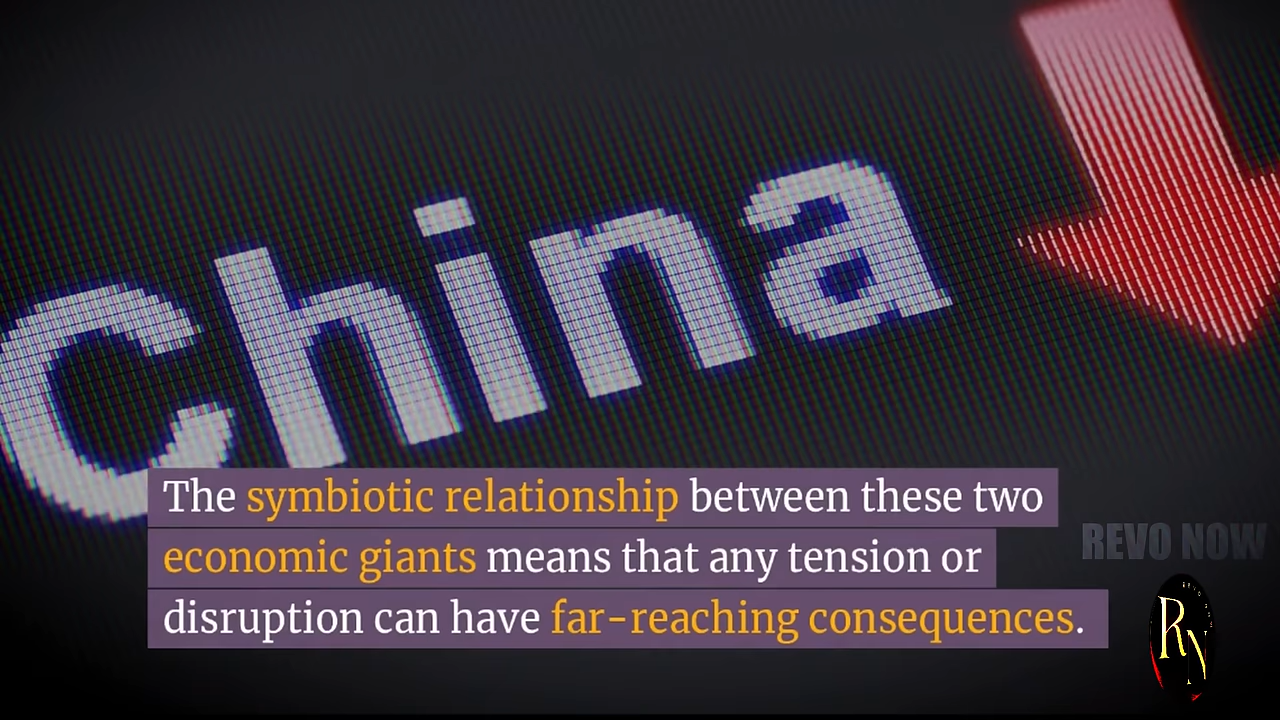 China
The symbiotic relationship between these two
economic giants means that any tension or
disruption can have far-reaching consequences.
REVO NOW
RN